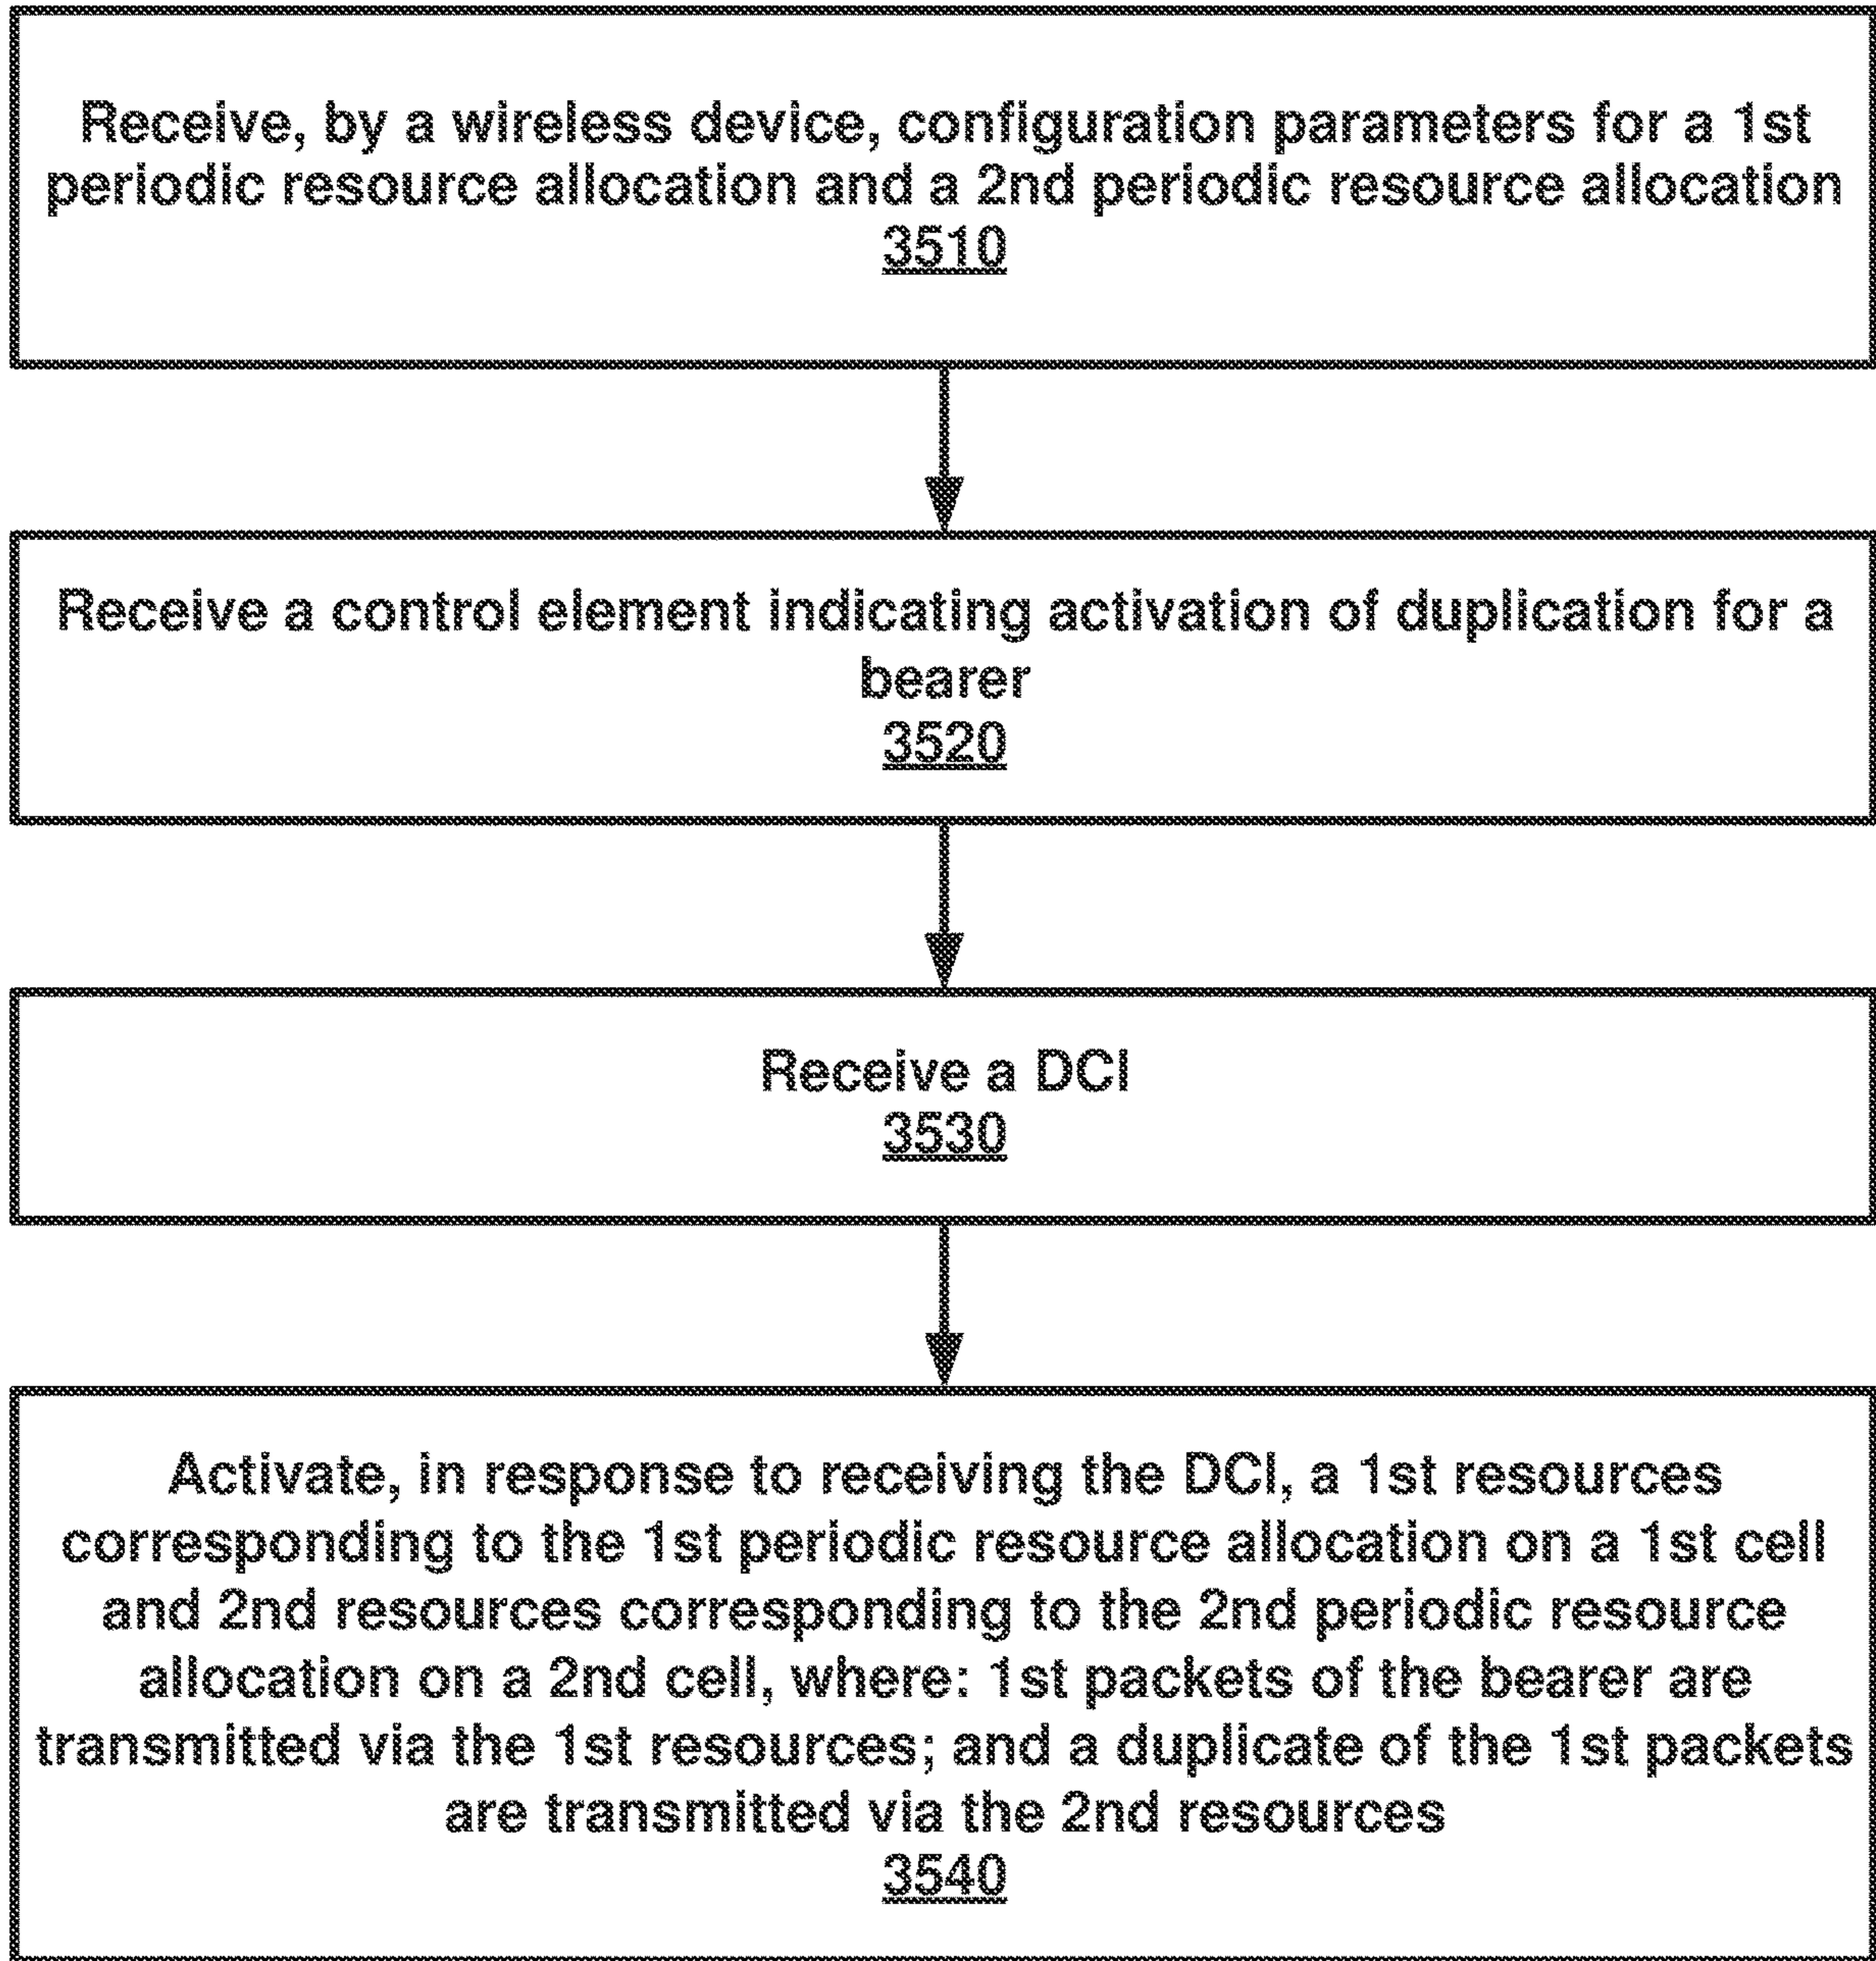 Receive, by a wireless device, configuration parameters for a 1st
periodic resource allocation and a 2nd periodic resource allocation
3510
Receive a control element indicating activation of duplication for a
bearer
3520
Receive a DCI
3530
Activate, in response to receiving the DCI, a 1st resources
corresponding to the 1st periodic resource allocation on a 1st cell
and 2nd resources corresponding to the 2nd periodic resource
allocation on a 2nd cell, where: 1st packets of the bearer are
transmitted via the 1st resources; and a duplicate of the 1st packets
are transmitted via the 2nd resources
3540